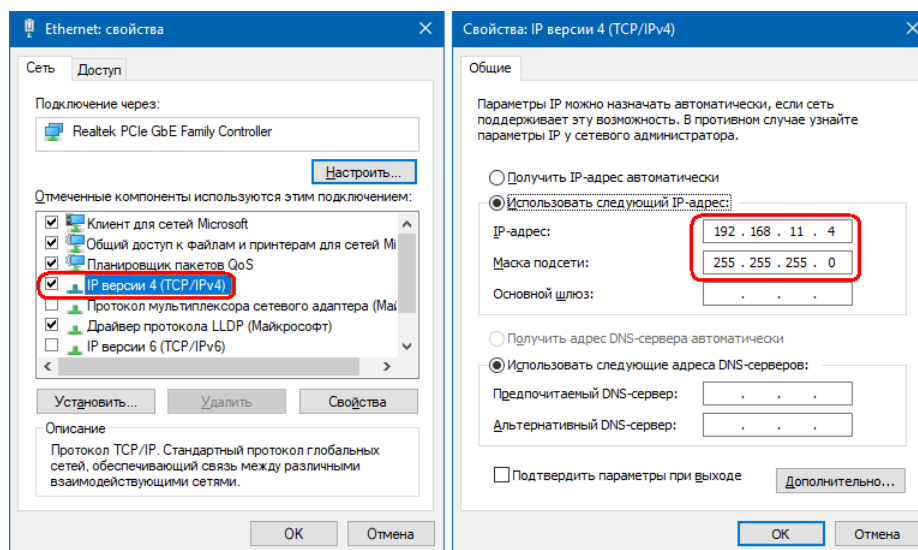 Ethernet: свойства
Сеть
Доступ
Подключение через:
Realtek PCIe GbE Family Controller
Настроить...
Отмеченные компоненты используются этим подключением:
Клиент для сетей Microsoft
Общий доступ к файлам и принтерам для сетей Mi
Планировщик пакетов QoS
IP версии 4 (TCP/IPv4)
Протокол мультиплексора сетевого адаптера (Май
Драйвер протокола LLDP (Майкрософт)
IP версии 6 (TCP/IPv6)
Установить...
Удалить
Свойства
Описание
Протокол TCP/IP. Стандартный протокол глобальных
сетей, обеспечивающий связь между различными
взаимодействующими сетями.
OK
Отмена
Свойства: IP версии 4 (TCP/IPv4)
Общие
Параметры IP можно назначать автоматически, если сеть
поддерживает эту возможность. В противном случае узнайте
параметры IP у сетевого администратора.
Получить IP-адрес автоматически
Использовать следующий IP-адрес:
IP-адрес:
192 . 168 . 11 . 4
Маска подсети:
255 . 255 . 255 . 0
Основной шлюз:
. . .
Получить адрес DNS-сервера автоматически
Использовать следующие адреса DNS-серверов:
Предпочитаемый DNS-сервер:
. . .
Альтернативный DNS-сервер:
. . .
Подтвердить параметры при выходе
Дополнительно...
OK
Отмена